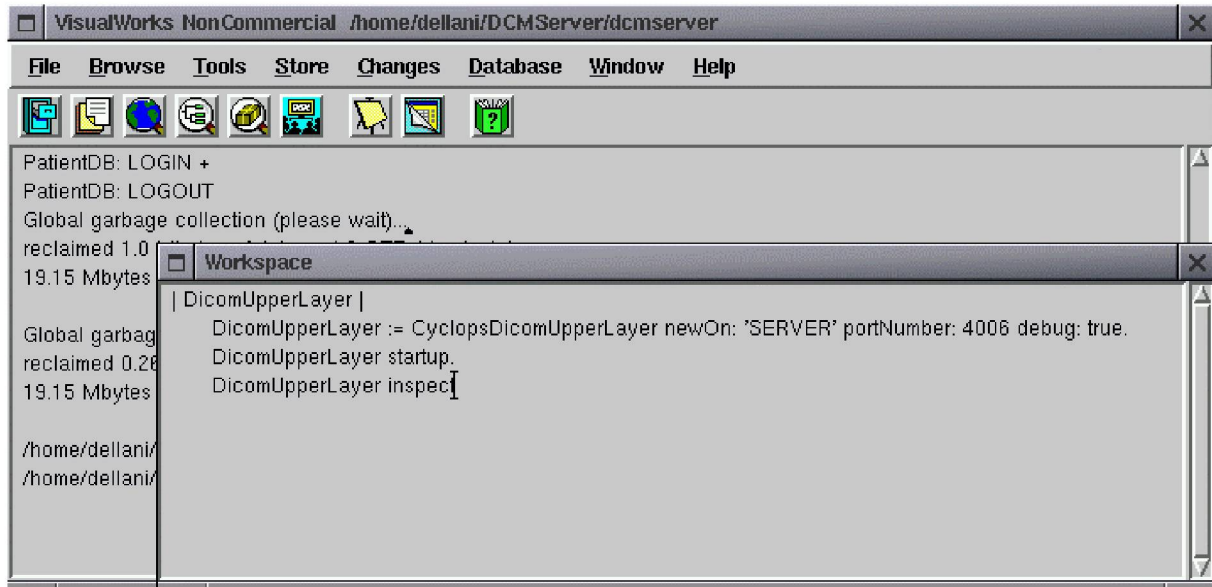 VisualWorks NonCommercial /home/dellani/DCMServer/dcmserver
File Browse Tools Store Changes Database Window Help
PatientDB: LOGIN +
PatientDB: LOGOUT
Global garbage collection (please wait)...
reclaimed 1.0
19.15 Mbytes
Global garbag
reclaimed 0.26
19.15 Mbytes
/home/dellani/
/home/dellani/
Workspace
| DicomUpperLayer |
DicomUpperLayer := CyclopsDicomUpperLayer newOn: 'SERVER' portNumber: 4006 debug: true.
DicomUpperLayer startup.
DicomUpperLayer inspect